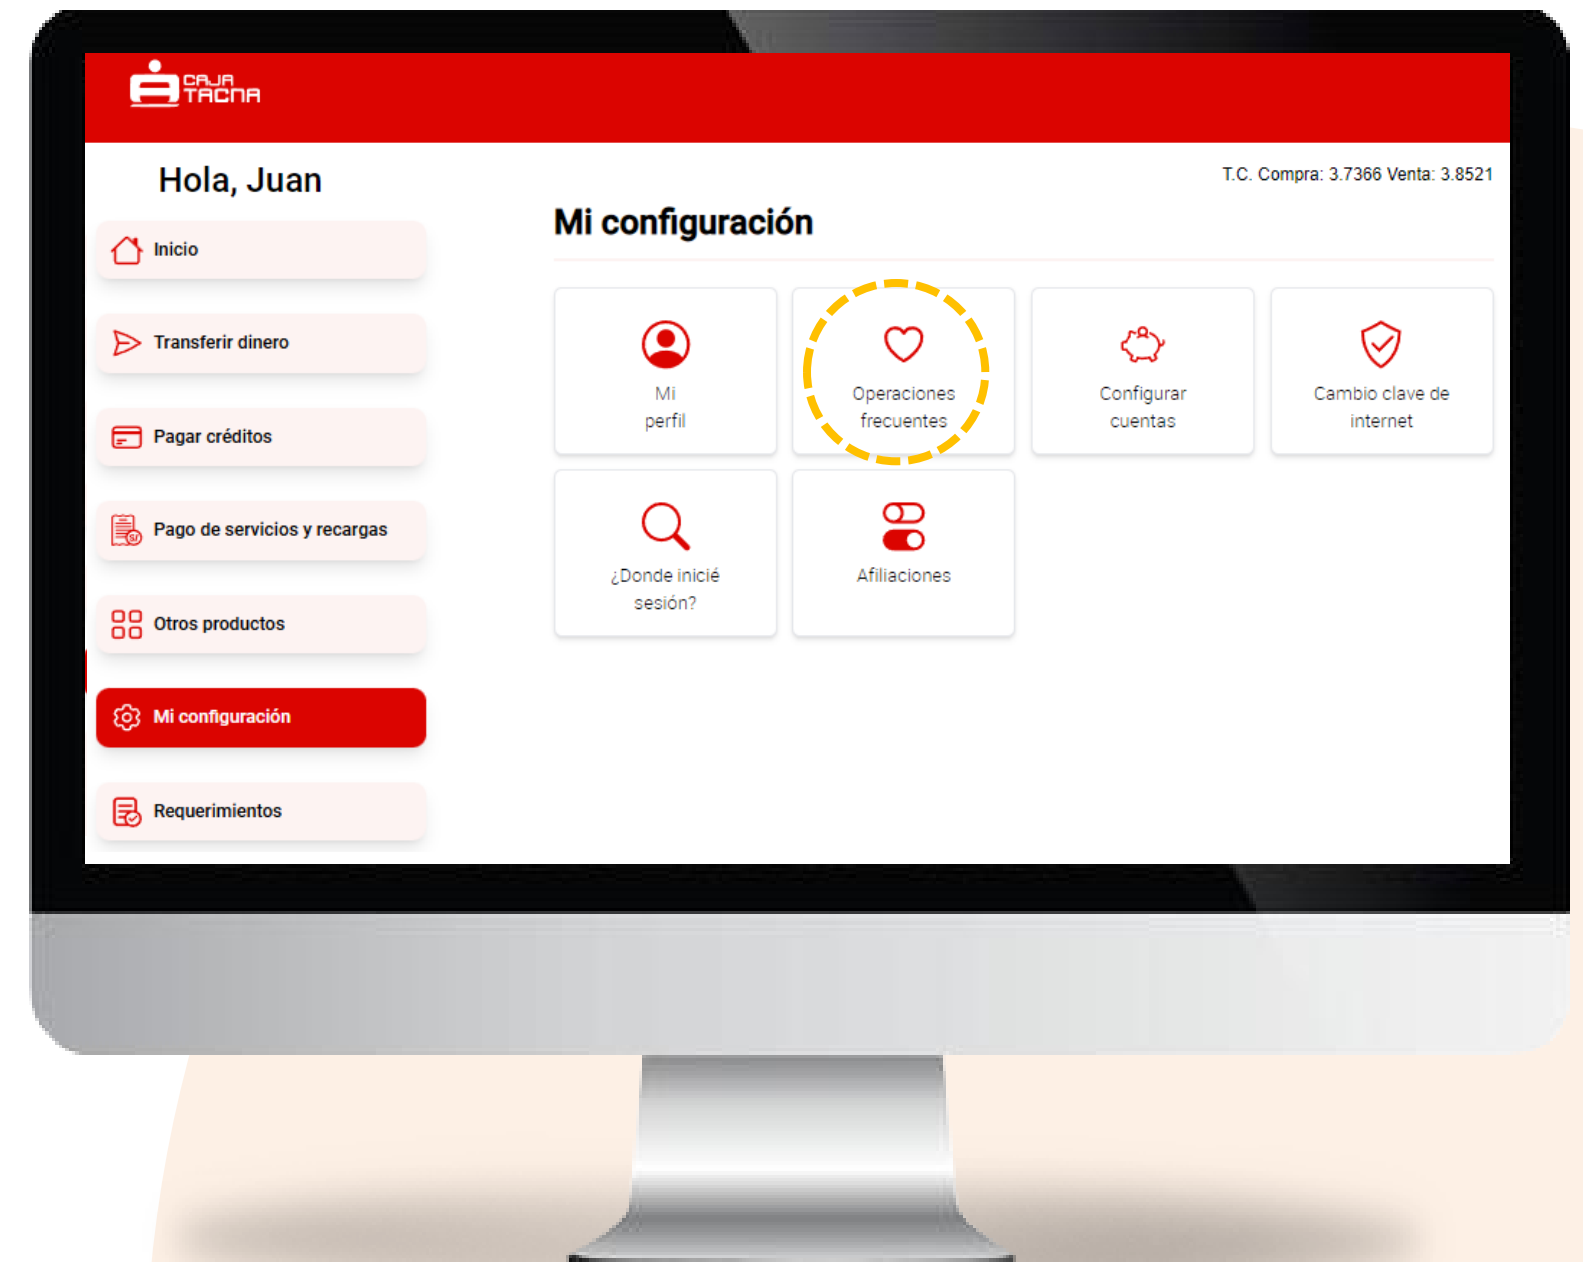 CAJA
TACNA
Hola, Juan
T.C. Compra: 3.7366 Venta: 3.8521
Inicio
Transferir dinero
Pagar créditos
Pago de servicios y recargas
S/
Otros productos
Mi configuración
Requerimientos
Mi configuración
Mi
perfil
Operaciones
frecuentes
Configurar
cuentas
Cambio clave de
internet
¿Donde inicié
sesión?
Afiliaciones